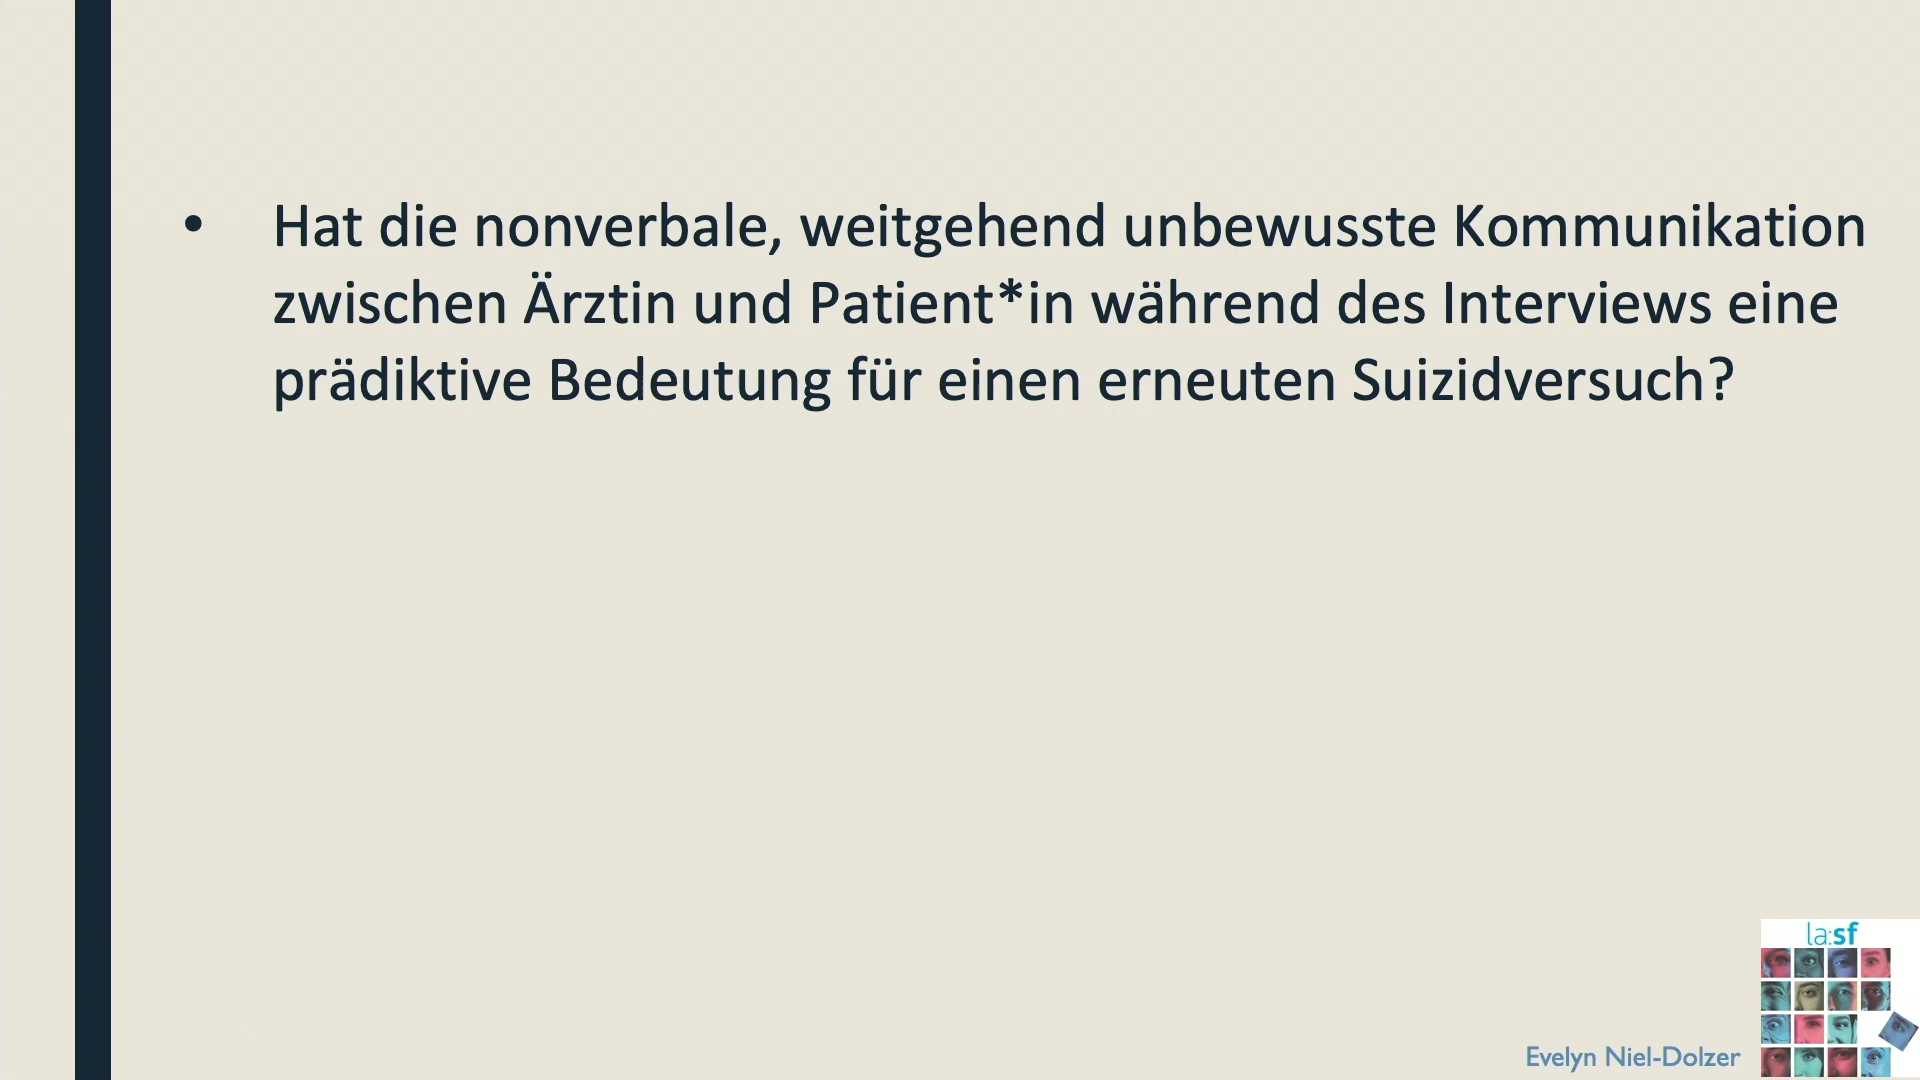 • Hat die nonverbale, weitgehend unbewusste Kommunikation
zwischen Ärztin und Patient*in während des Interviews eine
prädiktive Bedeutung für einen erneuten Suizidversuch?
la:sf
Evelyn Niel-Dolzer